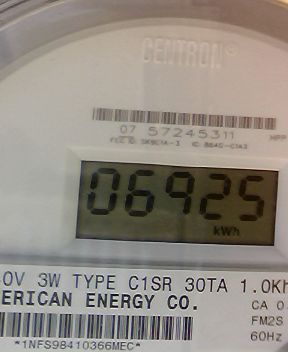 CENTRON®
07 57245311
06925
kWh
0V 3W TYPE C1SR 30TA 1.0Kh
ERICAN ENERGY CO.
CA 0
FM2S
60Hz
*1NFS98410366MEC*